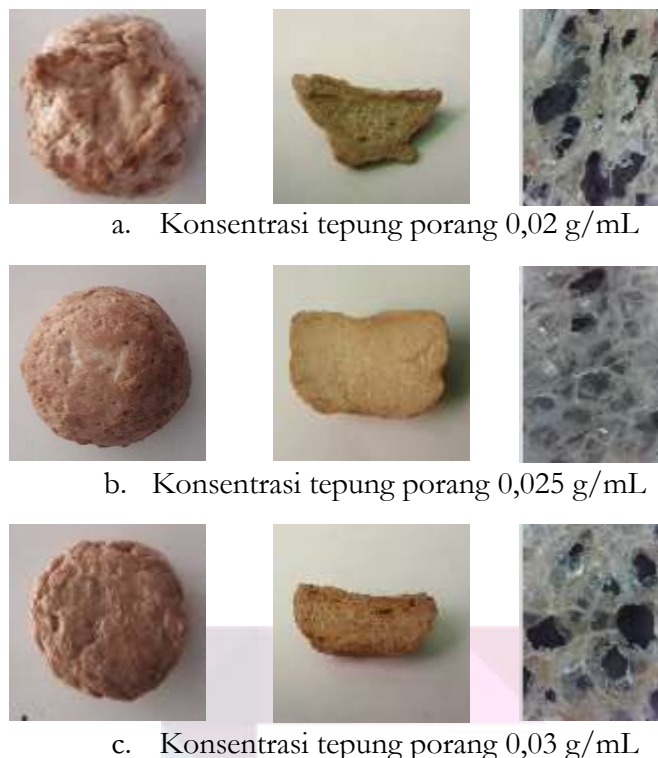 a. Konsentrasi tepung porang 0,02 g/mL
b. Konsentrasi tepung porang 0,025 g/mL
c. Konsentrasi tepung porang 0,03 g/mL